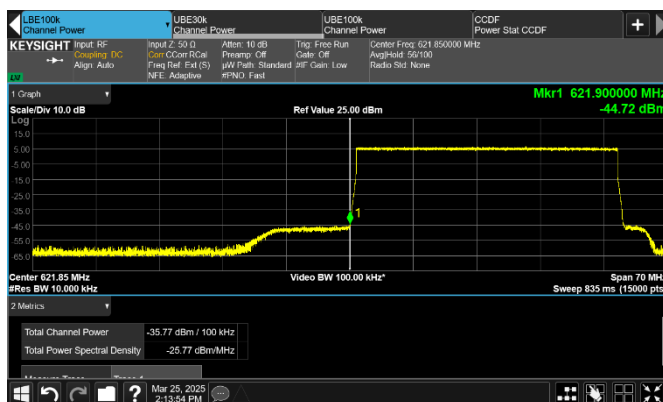 LBE100k
Channel Power
UBE30k
Channel Power
UBE100k
Channel Power
CCDF
Power Stat CCDF
KEYSIGHT
Input: RF
Coupling: DC
Align: Auto
Input Z: 50 Ω
Corr CCorr RCal
Freq Ref: Ext (S)
NFE: Adaptive
Atten: 10 dB
Preamp: Off
µW Path: Standard
#PNO: Fast
Trig: Free Run
Gate: Off
#IF Gain: Low
Center Freq: 621.850000 MHz
Avg|Hold: 56/100
Radio Std: None
1 Graph
Mkr1 621.900000 MHz
Scale/Div 10.0 dB
Ref Value 25.00 dBm
-44.72 dBm
Log
15.0
5.00
-5.00
-15.0
-25.0
-35.0
-45.0
-55.0
-65.0
1
Center 621.85 MHz
Video BW 100.00 kHz*
Span 70 MHz
#Res BW 10.000 kHz
Sweep 835 ms (15000 pts)
2 Metrics
Total Channel Power
-35.77 dBm / 100 kHz
Total Power Spectral Density
-25.77 dBm/MHz
Mar 25, 2025
2:13:54 PM